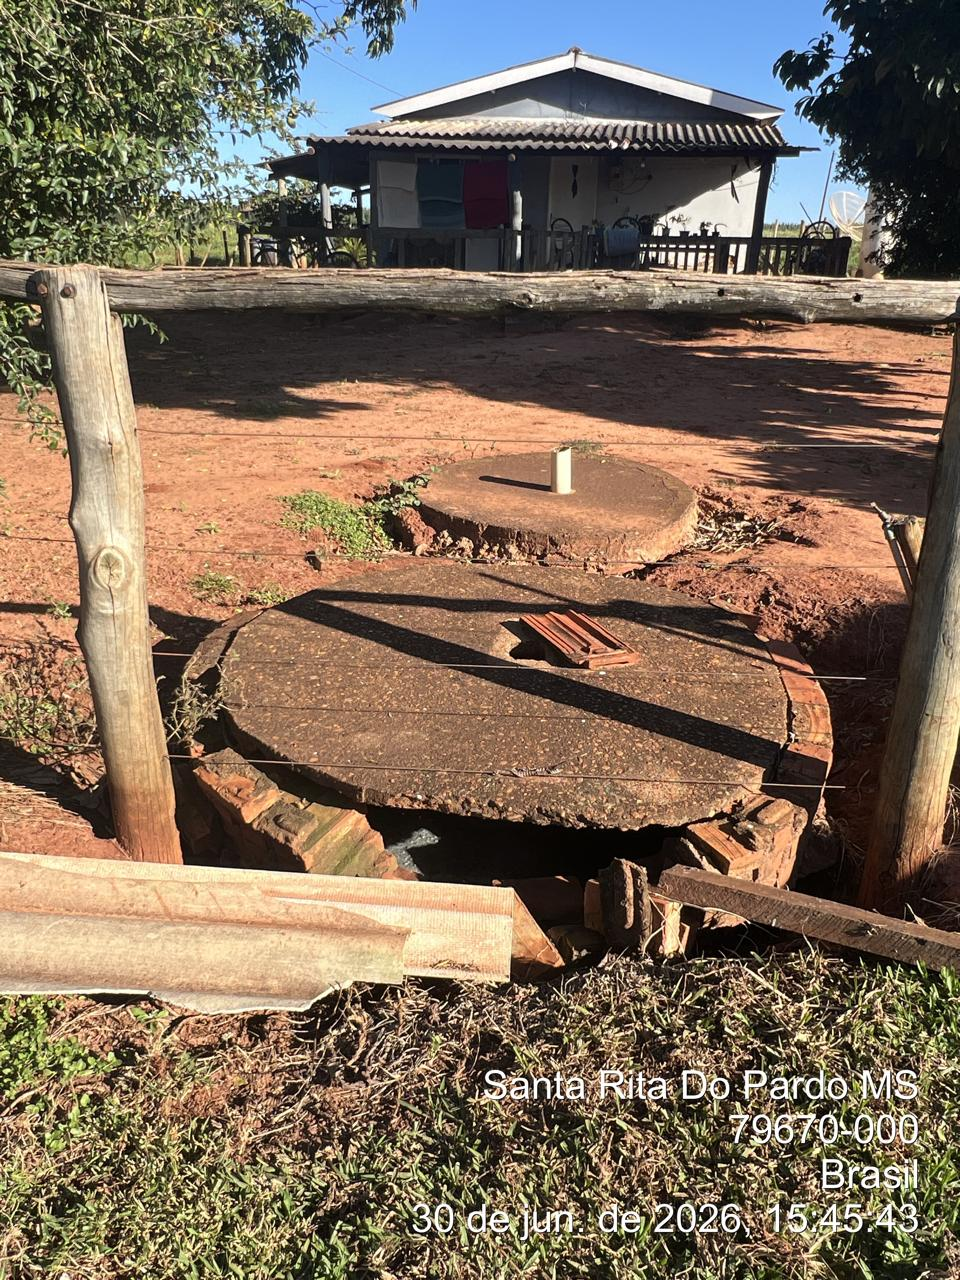 Santa Rita Do Pardo MS
79670-000
Brasil
30 de jun. de 2026, 15:45:43